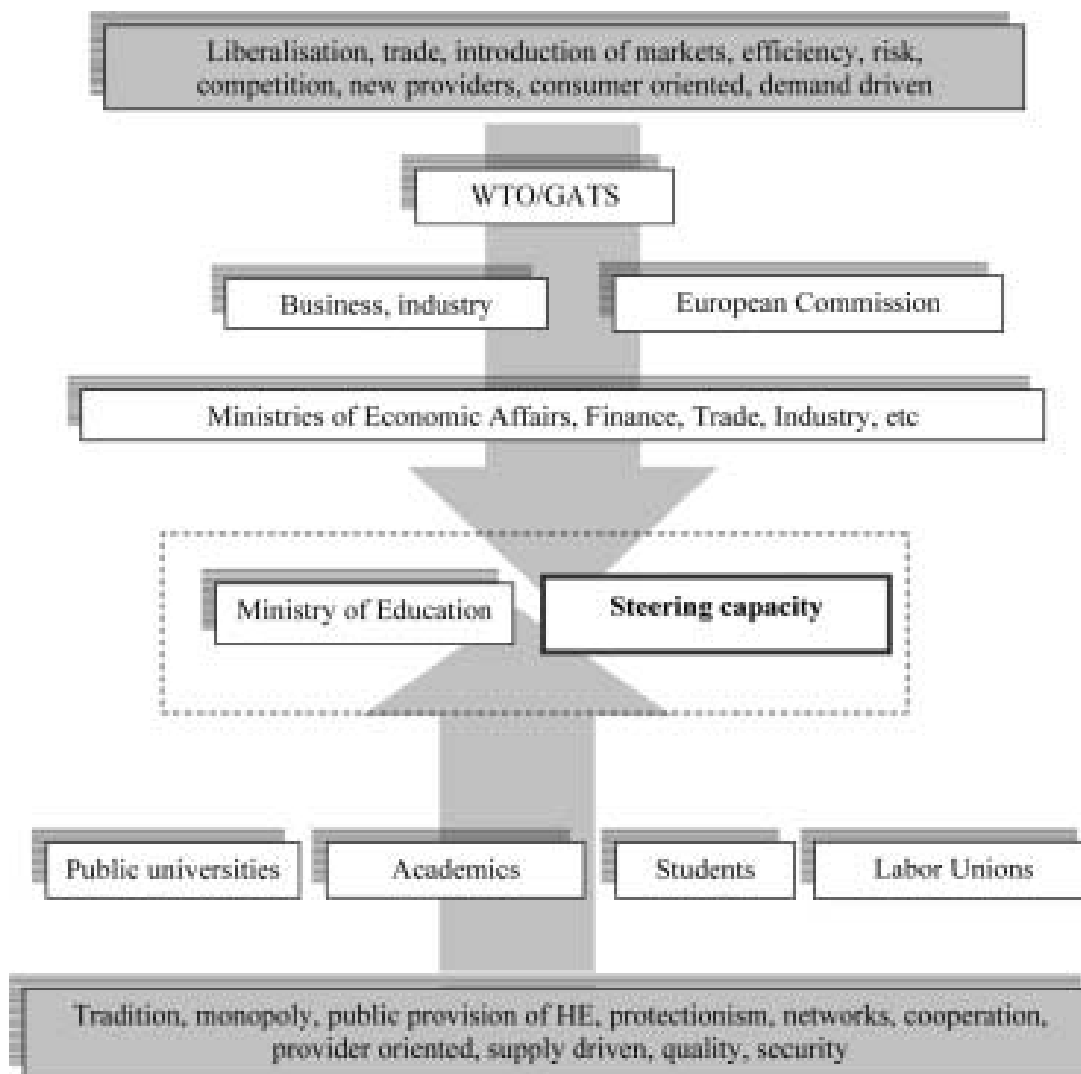 Liberalisation, trade, introduction of markets, efficiency, risk,
competition, new providers, consumer oriented, demand driven
WTO/GATS
Business, industry
European Commission
Ministries of Economic Affairs, Finance, Trade, Industry, etc
Ministry of Education
Steering capacity
Public universities
Academics
Students
Labor Unions
Tradition, monopoly, public provision of HE, protectionism, networks, cooperation,
provider oriented, supply driven, quality, security